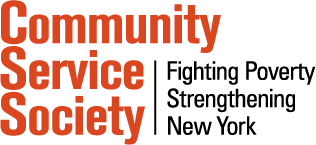 Community
Service
Society
Fighting Poverty
Strengthening
New York